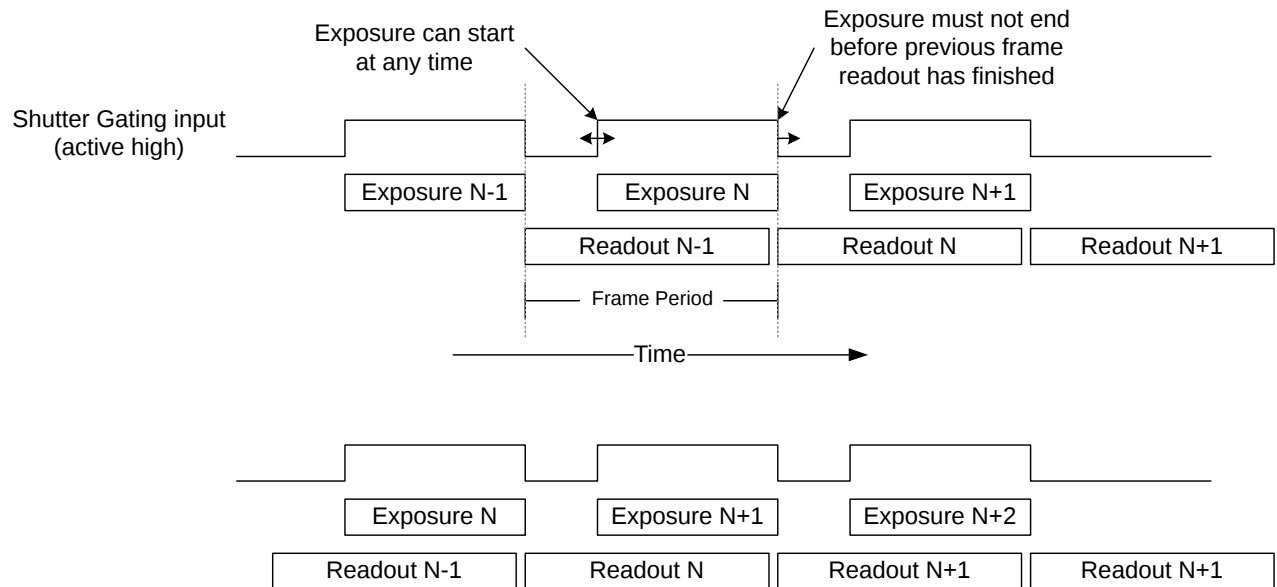 Exposure can start
at any time
Exposure must not end
before previous frame
readout has finished
Shutter Gating input
(active high)
Exposure N-1
Exposure N
Exposure N+1
Readout N-1
Readout N
Readout N+1
Frame Period
Time
Exposure N
Exposure N+1
Exposure N+2
Readout N-1
Readout N
Readout N+1
Readout N+1